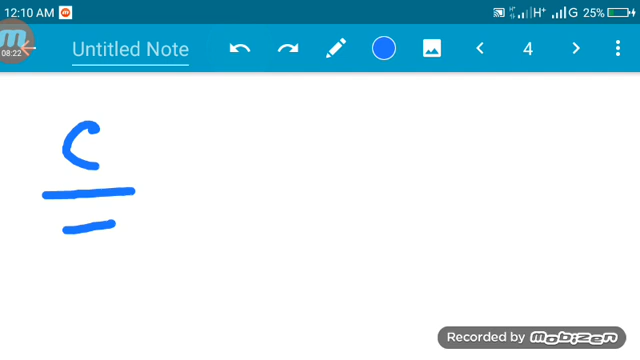 12:10 AM H+ G 25%
08:22 Untitled Note 4
C
Recorded by mobizen